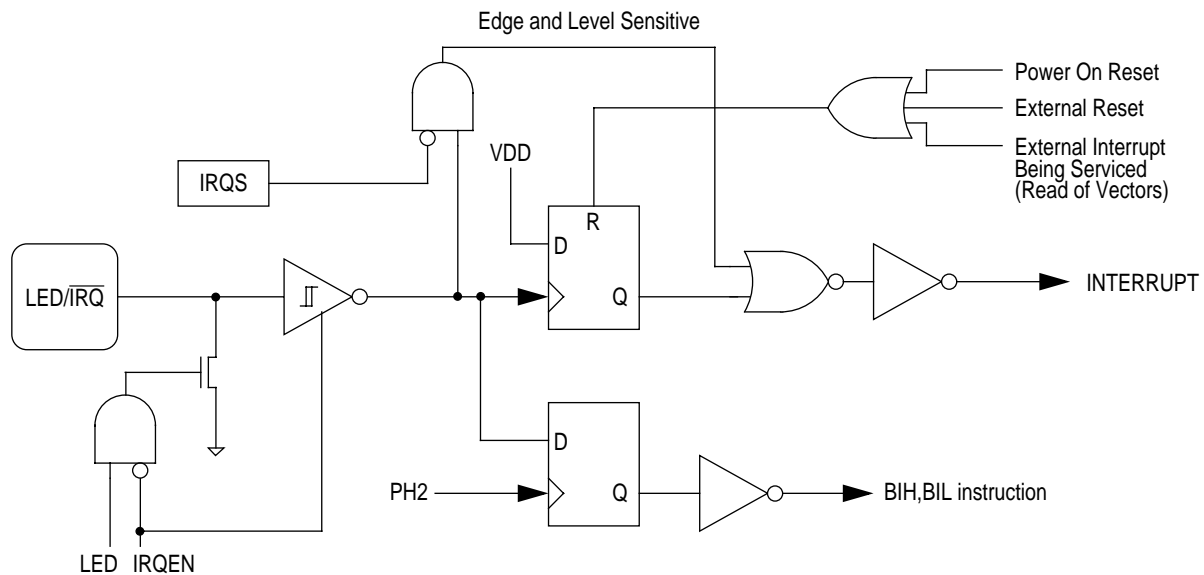 Edge and Level Sensitive
Power On Reset
External Reset
External Interrupt
Being Serviced
(Read of Vectors)
VDD
IRQS
R
D
Q
LED/I̅R̅Q̅
INTERRUPT
D
Q
PH2
BIH,BIL instruction
LED IRQEN